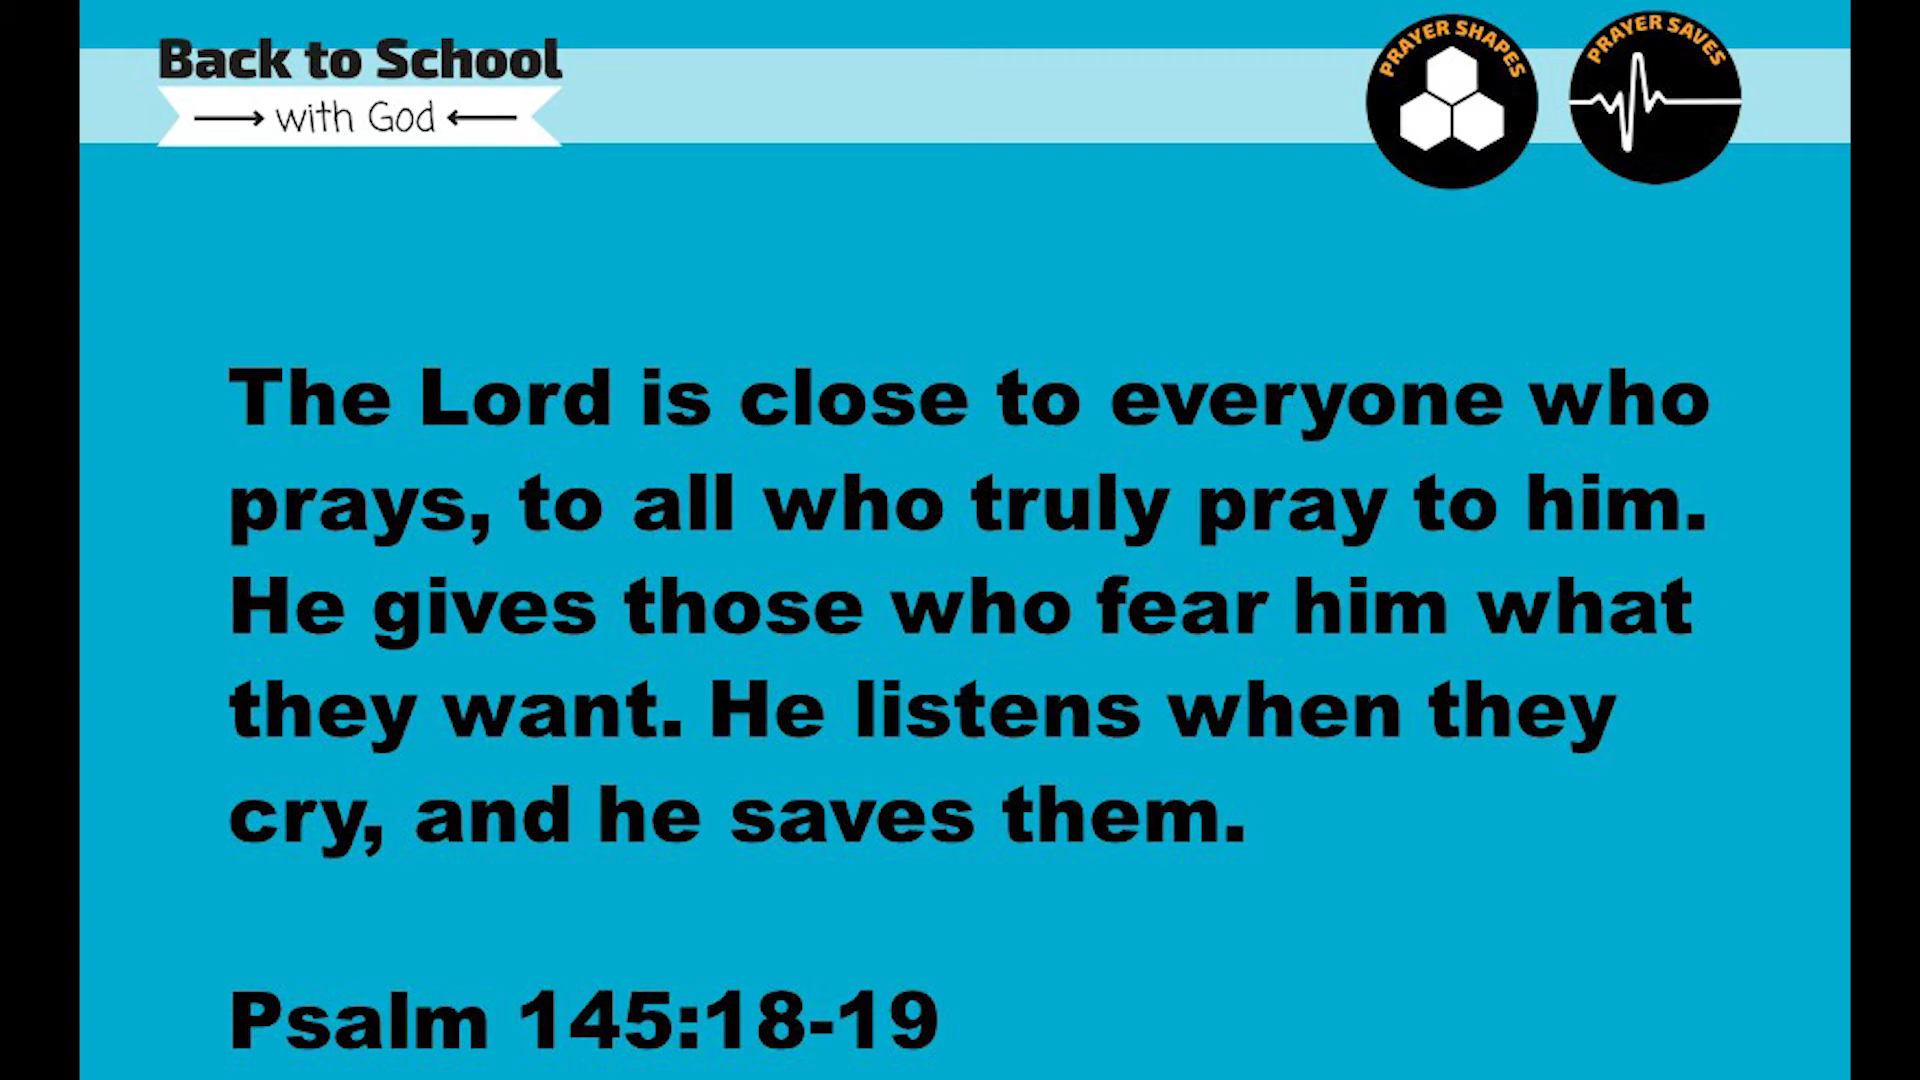 Back to School
with God
PRAYER SHAPES
PRAYER SAVES
The Lord is close to everyone who
prays, to all who truly pray to him.
He gives those who fear him what
they want. He listens when they
cry, and he saves them.
Psalm 145:18-19